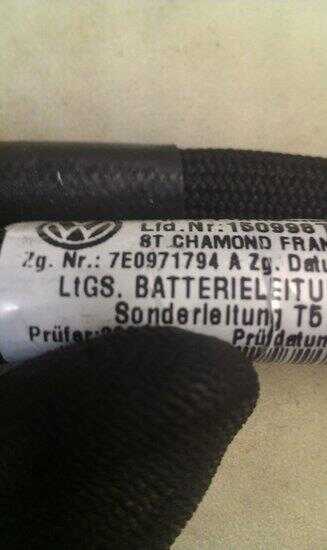 Lfd.Nr:150998
ST CHAMOND FRAN
Zg. Nr.: 7E0971794 A Zg. Datu
LtGS. BATTERIELEITU
Sonderleitung T5
Prüfer: Prüfdatum